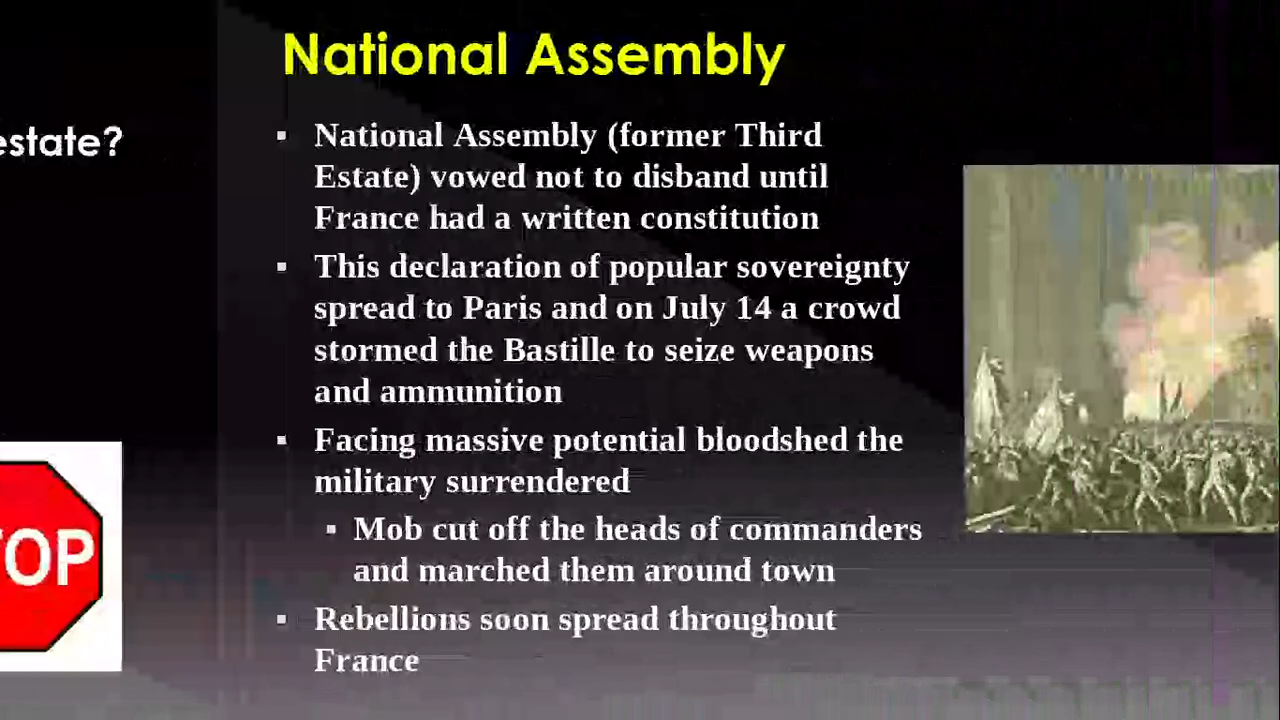 National Assembly
estate?
▪ National Assembly (former Third
Estate) vowed not to disband until
France had a written constitution
▪ This declaration of popular sovereignty
spread to Paris and on July 14 a crowd
stormed the Bastille to seize weapons
and ammunition
▪ Facing massive potential bloodshed the
military surrendered
▪ Mob cut off the heads of commanders
and marched them around town
TOP
▪ Rebellions soon spread throughout
France